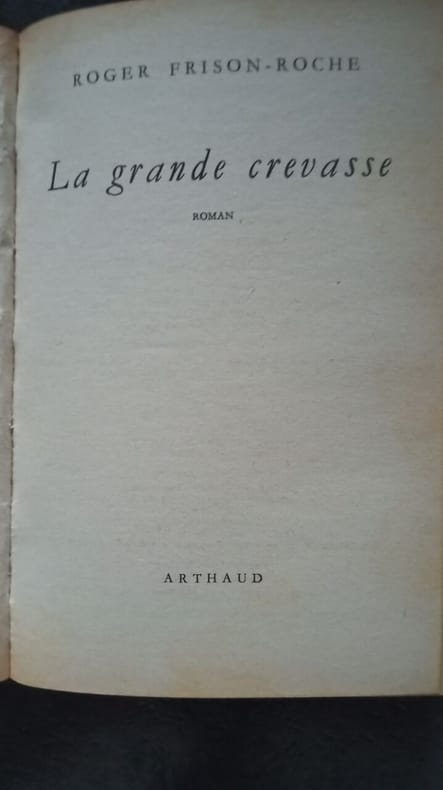 ROGER FRISON-ROCHE
La grande crevasse
ROMAN
ARTHAUD